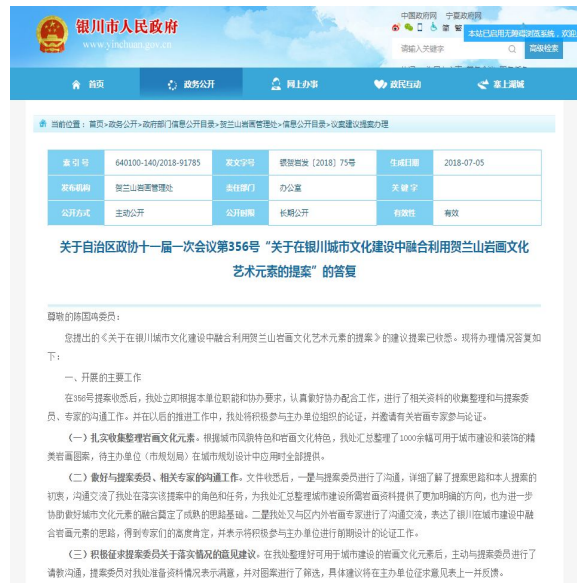 中国政府网 宁夏政府网
银川市人民政府
www.yinchuan.gov.cn
简 繁
本站已启用无障碍浏览系统，欢迎
请输入关键字
高级检索
首页
政务公开
网上办事
政民互动
塞上湖城
当前位置：首页>政务公开>政府部门信息公开目录>贺兰山岩画管理处>信息公开目录>议案建议提案办理
索引号 640100-140/2018-91785 发文字号 银贺岩发〔2018〕75号 生成日期 2018-07-05
发布机构 贺兰山岩画管理处 责任部门 办公室 关键字
公开方式 主动公开 公开时限 长期公开 有效性 有效
关于自治区政协十一届一次会议第356号“关于在银川城市文化建设中融合利用贺兰山岩画文化
艺术元素的提案”的答复
尊敬的陈国鸣委员：
您提出的《关于在银川城市文化建设中融合利用贺兰山岩画文化艺术元素的提案》的建议提案已收悉。现将办理情况答复如
下：
一、开展的主要工作
在356号提案收悉后，我处立即根据本单位职能和协办要求，认真做好协办配合工作，进行了相关资料的收集整理和与提案委
员、专家的沟通工作。并在以后的推进工作中，我处将积极参与主办单位组织的论证，并邀请有关岩画专家参与论证。
（一）扎实收集整理岩画文化元素。根据城市风貌特色和岩画文化特色，我处汇总整理了1000余幅可用于城市建设和装饰的精
美岩画图案，待主办单位（市规划局）在城市规划设计中应用时全部提供。
（二）做好与提案委员、相关专家的沟通工作。文件收悉后，一是与提案委员进行了沟通，详细了解了提案思路和本人提案的
初衷，沟通交流了我处在落实该提案中的角色和任务，为我处汇总整理城市建设所需岩画资料提供了更加明确的方向，也为进一步
协助做好城市文化元素的融合奠定了成熟的思路基础。二是我处又与区内外岩画专家进行了沟通交流，表达了银川在城市建设中融
合岩画元素的思路，得到专家们的高度肯定，并表示将积极参与主办单位进行前期设计的论证工作。
（三）积极征求提案委员关于落实情况的意见建议。在我处整理好可用于城市建设的岩画文化元素后，主动与提案委员进行了
请教沟通，提案委员对我处准备资料情况表示满意，并对图案进行了筛选，具体建议将在主办单位征求意见表上一并反馈。